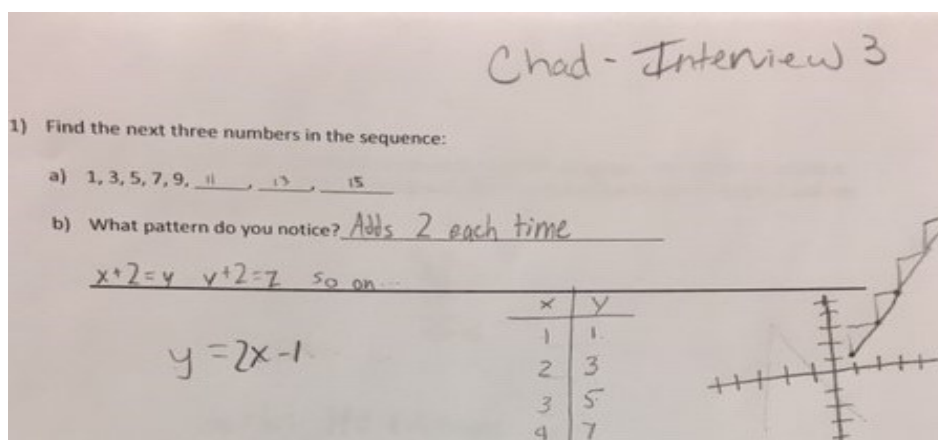 Chad - Interview 3
1) Find the next three numbers in the sequence:
a) 1, 3, 5, 7, 9, 11, 13, 15
b) What pattern do you notice? Adds 2 each time
x+2=y y+2=z so on...
x y
1 1
y = 2x-1
2 3
3 5
4 7